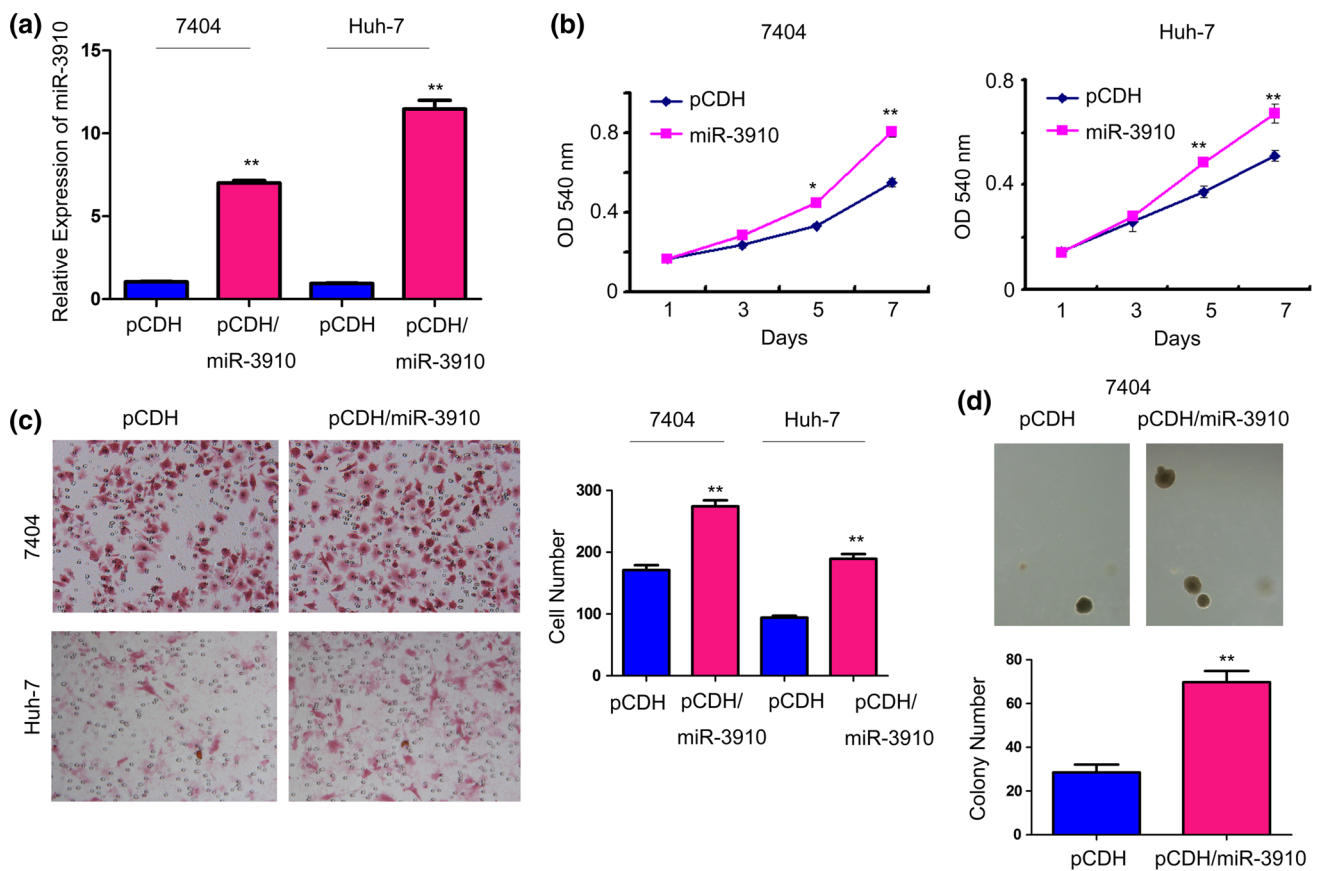 (a)
7404
Huh-7
Relative Expression of miR-3910
15
10
5
0
**
**
pCDH
pCDH/
miR-3910
pCDH
pCDH/
miR-3910
(b)
7404
pCDH
miR-3910
OD 540 nm
0.8
0.4
0
*
**
1 3 5 7
Days
Huh-7
pCDH
miR-3910
OD 540 nm
0.8
0.4
0
**
**
1 3 5 7
Days
(c)
pCDH
pCDH/miR-3910
7404
Huh-7
7404
Huh-7
Cell Number
300
200
100
0
**
**
pCDH
pCDH/
miR-3910
pCDH
pCDH/
miR-3910
(d)
7404
pCDH
pCDH/miR-3910
Colony Number
80
60
40
20
0
**
pCDH
pCDH/miR-3910